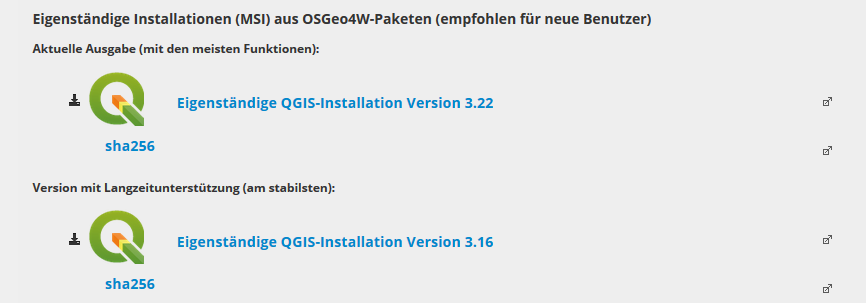 Eigenständige Installationen (MSI) aus OSGeo4W-Paketen (empfohlen für neue Benutzer)
Aktuelle Ausgabe (mit den meisten Funktionen):
Eigenständige QGIS-Installation Version 3.22
sha256
Version mit Langzeitunterstützung (am stabilsten):
Eigenständige QGIS-Installation Version 3.16
sha256